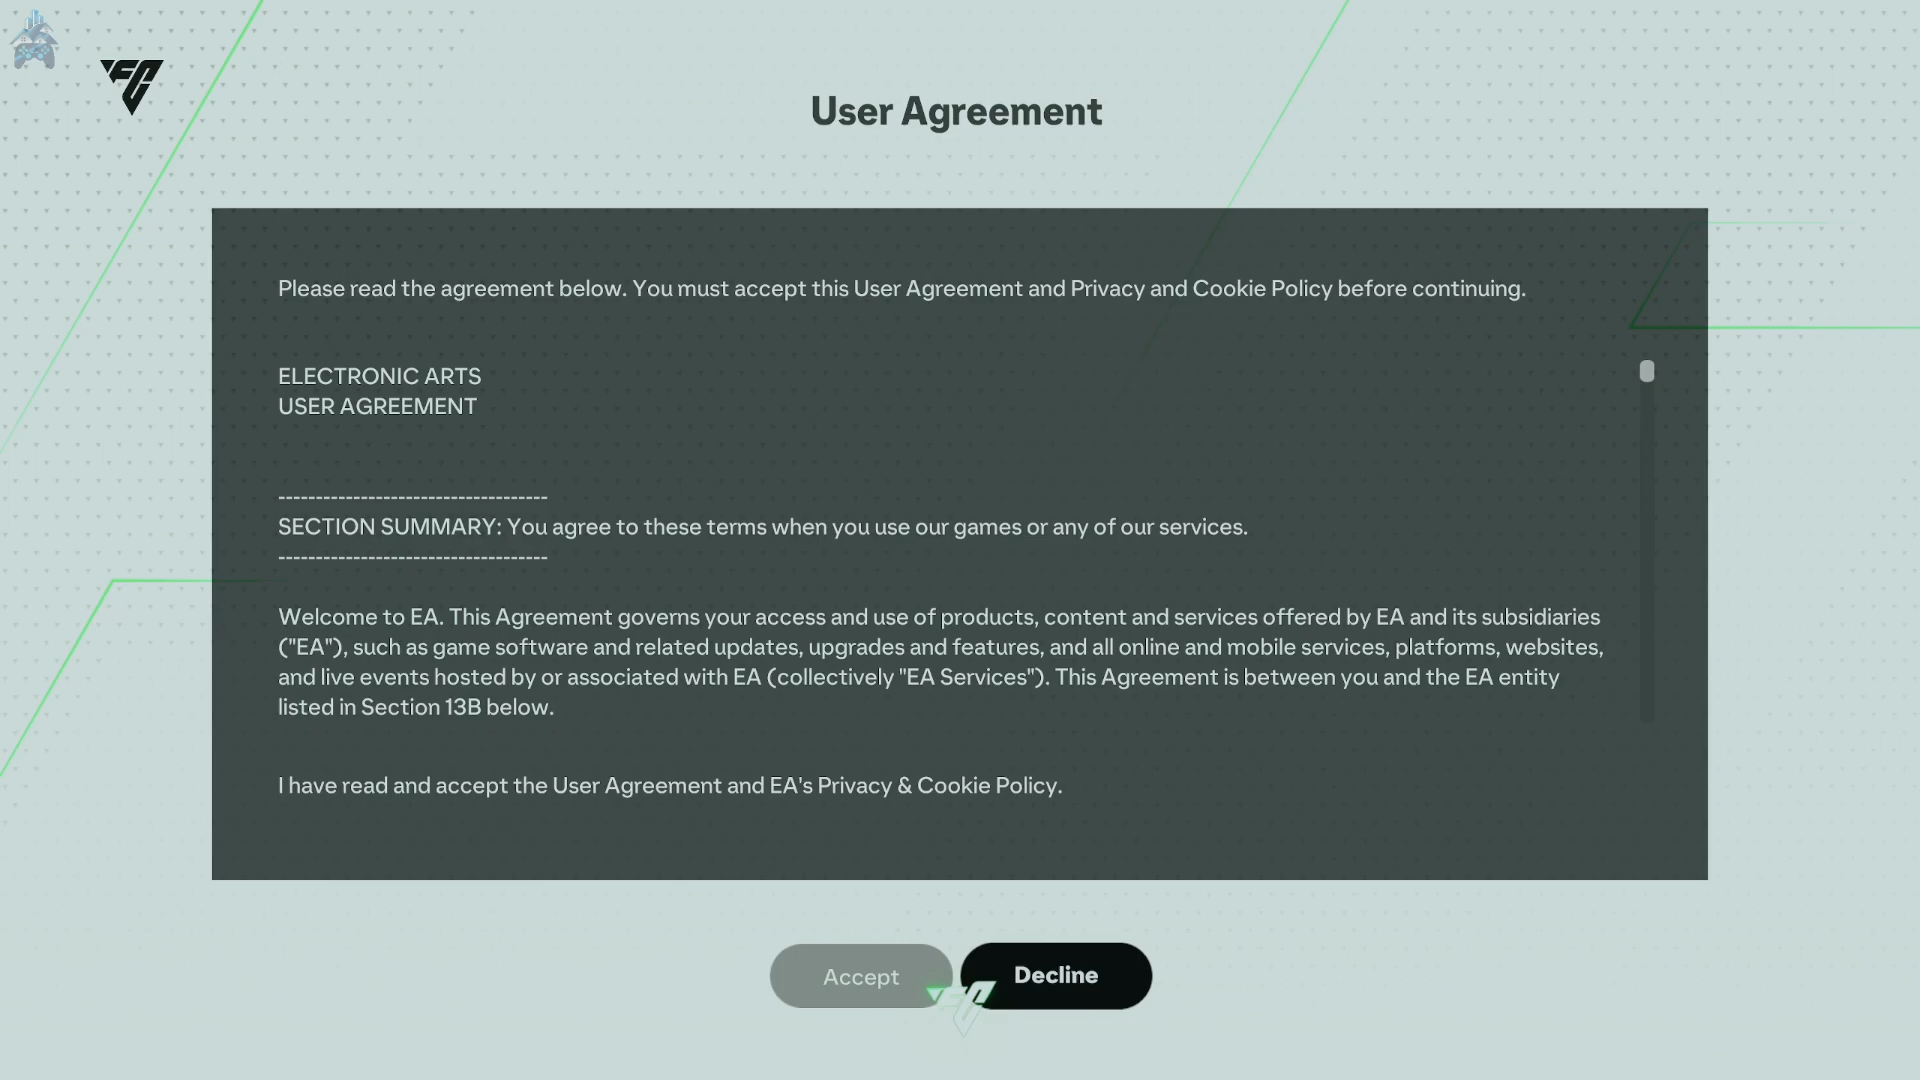 User Agreement
Please read the agreement below. You must accept this User Agreement and Privacy and Cookie Policy before continuing.
ELECTRONIC ARTS
USER AGREEMENT
------------------------------------
SECTION SUMMARY: You agree to these terms when you use our games or any of our services.
------------------------------------
Welcome to EA. This Agreement governs your access and use of products, content and services offered by EA and its subsidiaries
("EA"), such as game software and related updates, upgrades and features, and all online and mobile services, platforms, websites,
and live events hosted by or associated with EA (collectively "EA Services"). This Agreement is between you and the EA entity
listed in Section 13B below.
I have read and accept the User Agreement and EA's Privacy & Cookie Policy.
Accept
Decline